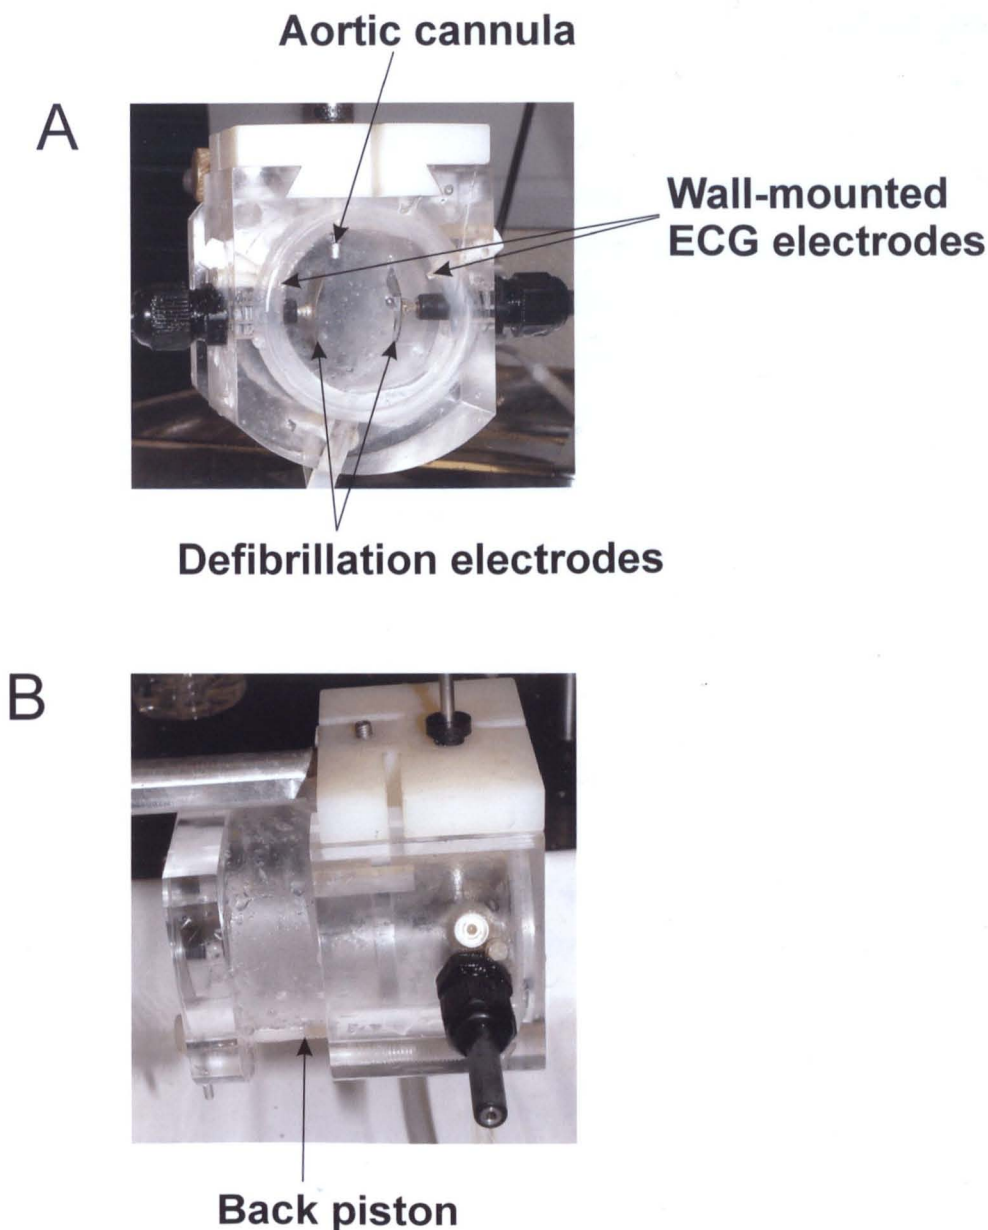 Aortic cannula
A
Wall-mounted
ECG electrodes
Defibrillation electrodes
B
Back piston